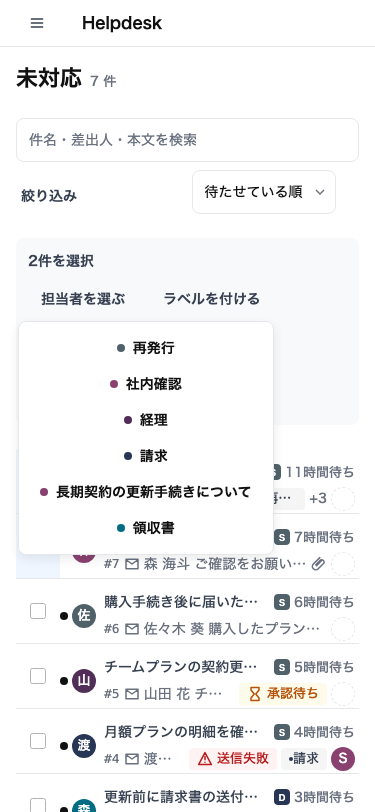 Helpdesk
未対応 7 件
件名・差出人・本文を検索
絞り込み
待たせている順
2件を選択
担当者を選ぶ
ラベルを付ける
再発行
社内確認
経理
請求
長期契約の更新手続きについて
領収書
11時間待ち
+3
S 7時間待ち
#7 森 海斗 ご確認をお願い…
佐 購入手続き後に届いた… S 6時間待ち
#6 佐々木 葵 購入したプラン…
山 チームプランの契約更… S 5時間待ち
#5 山田 花 チ… 承認待ち
渡 月額プランの明細を確… S 4時間待ち
#4 渡… 送信失敗 •請求 S
佐 更新前に請求書の送付… D 3時間待ち